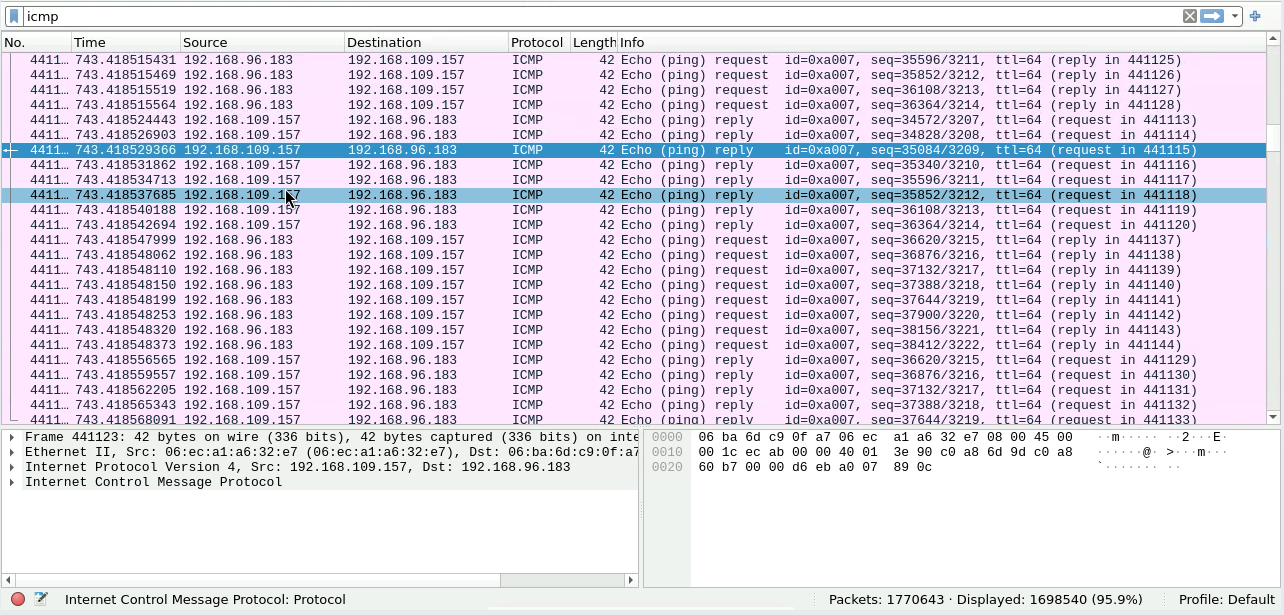 icmp
No. Time Source Destination Protocol Length Info
4411… 743.418515431 192.168.96.183 192.168.109.157 ICMP 42 Echo (ping) request id=0xa007, seq=35596/3211, ttl=64 (reply in 441125)
4411… 743.418515469 192.168.96.183 192.168.109.157 ICMP 42 Echo (ping) request id=0xa007, seq=35852/3212, ttl=64 (reply in 441126)
4411… 743.418515519 192.168.96.183 192.168.109.157 ICMP 42 Echo (ping) request id=0xa007, seq=36108/3213, ttl=64 (reply in 441127)
4411… 743.418515564 192.168.96.183 192.168.109.157 ICMP 42 Echo (ping) request id=0xa007, seq=36364/3214, ttl=64 (reply in 441128)
4411… 743.418524443 192.168.109.157 192.168.96.183 ICMP 42 Echo (ping) reply id=0xa007, seq=34572/3207, ttl=64 (request in 441113)
4411… 743.418526903 192.168.109.157 192.168.96.183 ICMP 42 Echo (ping) reply id=0xa007, seq=34828/3208, ttl=64 (request in 441114)
4411… 743.418529366 192.168.109.157 192.168.96.183 ICMP 42 Echo (ping) reply id=0xa007, seq=35084/3209, ttl=64 (request in 441115)
4411… 743.418531862 192.168.109.157 192.168.96.183 ICMP 42 Echo (ping) reply id=0xa007, seq=35340/3210, ttl=64 (request in 441116)
4411… 743.418534713 192.168.109.157 192.168.96.183 ICMP 42 Echo (ping) reply id=0xa007, seq=35596/3211, ttl=64 (request in 441117)
4411… 743.418537685 192.168.109.157 192.168.96.183 ICMP 42 Echo (ping) reply id=0xa007, seq=35852/3212, ttl=64 (request in 441118)
4411… 743.418540188 192.168.109.157 192.168.96.183 ICMP 42 Echo (ping) reply id=0xa007, seq=36108/3213, ttl=64 (request in 441119)
4411… 743.418542694 192.168.109.157 192.168.96.183 ICMP 42 Echo (ping) reply id=0xa007, seq=36364/3214, ttl=64 (request in 441120)
4411… 743.418547999 192.168.96.183 192.168.109.157 ICMP 42 Echo (ping) request id=0xa007, seq=36620/3215, ttl=64 (reply in 441137)
4411… 743.418548062 192.168.96.183 192.168.109.157 ICMP 42 Echo (ping) request id=0xa007, seq=36876/3216, ttl=64 (reply in 441138)
4411… 743.418548110 192.168.96.183 192.168.109.157 ICMP 42 Echo (ping) request id=0xa007, seq=37132/3217, ttl=64 (reply in 441139)
4411… 743.418548150 192.168.96.183 192.168.109.157 ICMP 42 Echo (ping) request id=0xa007, seq=37388/3218, ttl=64 (reply in 441140)
4411… 743.418548199 192.168.96.183 192.168.109.157 ICMP 42 Echo (ping) request id=0xa007, seq=37644/3219, ttl=64 (reply in 441141)
4411… 743.418548253 192.168.96.183 192.168.109.157 ICMP 42 Echo (ping) request id=0xa007, seq=37900/3220, ttl=64 (reply in 441142)
4411… 743.418548320 192.168.96.183 192.168.109.157 ICMP 42 Echo (ping) request id=0xa007, seq=38156/3221, ttl=64 (reply in 441143)
4411… 743.418548373 192.168.96.183 192.168.109.157 ICMP 42 Echo (ping) request id=0xa007, seq=38412/3222, ttl=64 (reply in 441144)
4411… 743.418556565 192.168.109.157 192.168.96.183 ICMP 42 Echo (ping) reply id=0xa007, seq=36620/3215, ttl=64 (request in 441129)
4411… 743.418559557 192.168.109.157 192.168.96.183 ICMP 42 Echo (ping) reply id=0xa007, seq=36876/3216, ttl=64 (request in 441130)
4411… 743.418562205 192.168.109.157 192.168.96.183 ICMP 42 Echo (ping) reply id=0xa007, seq=37132/3217, ttl=64 (request in 441131)
4411… 743.418565343 192.168.109.157 192.168.96.183 ICMP 42 Echo (ping) reply id=0xa007, seq=37388/3218, ttl=64 (request in 441132)
4411… 743.418568091 192.168.109.157 192.168.96.183 ICMP 42 Echo (ping) reply id=0xa007, seq=37644/3219, ttl=64 (request in 441133)
Frame 441123: 42 bytes on wire (336 bits), 42 bytes captured (336 bits) on inte
Ethernet II, Src: 06:ec:a1:a6:32:e7 (06:ec:a1:a6:32:e7), Dst: 06:ba:6d:c9:0f:a7
Internet Protocol Version 4, Src: 192.168.109.157, Dst: 192.168.96.183
Internet Control Message Protocol
0000 06 ba 6d c9 0f a7 06 ec a1 a6 32 e7 08 00 45 00 ··m····· ··2···E·
0010 00 1c ec ab 00 00 40 01 3e 90 c0 a8 6d 9d c0 a8 ······@· >···m···
0020 60 b7 00 00 d6 eb a0 07 89 0c `······· ··
Internet Control Message Protocol: Protocol
Packets: 1770643 · Displayed: 1698540 (95.9%)
Profile: Default